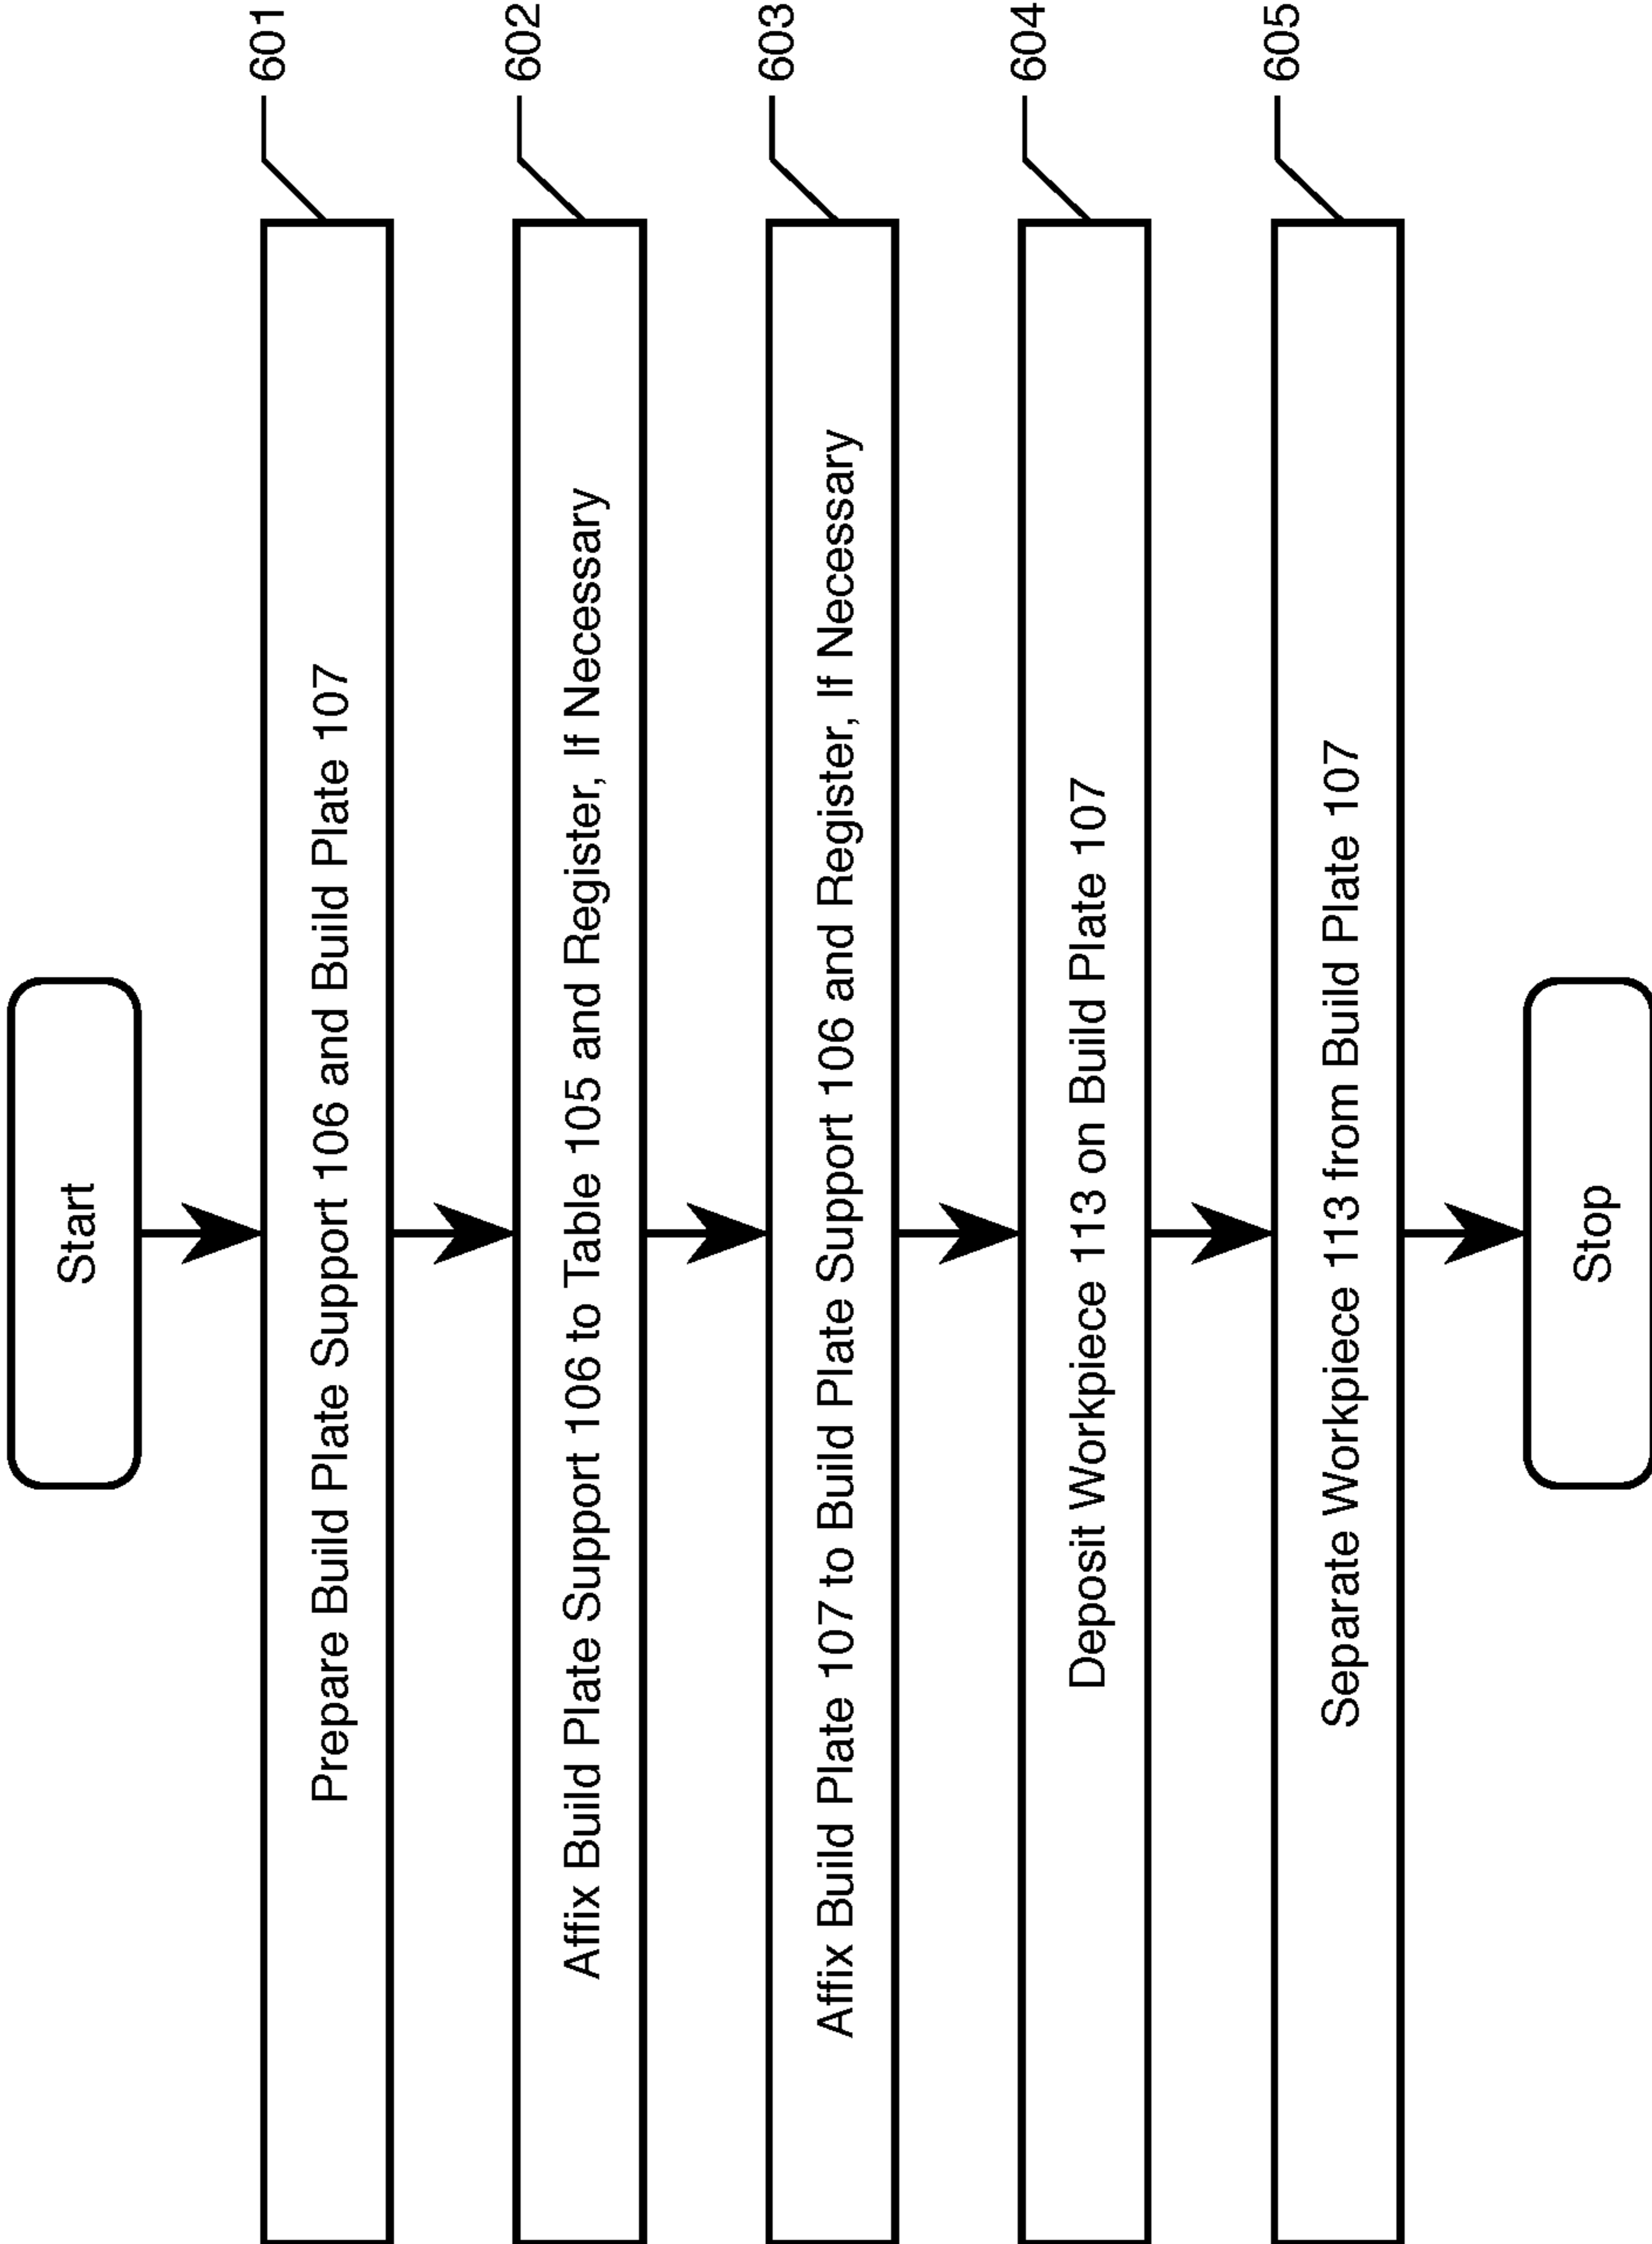 Start
Prepare Build Plate Support 106 and Build Plate 107
601
Affix Build Plate Support 106 to Table 105 and Register, If Necessary
602
Affix Build Plate 107 to Build Plate Support 106 and Register, If Necessary
603
Deposit Workpiece 113 on Build Plate 107
604
Separate Workpiece 113 from Build Plate 107
605
Stop